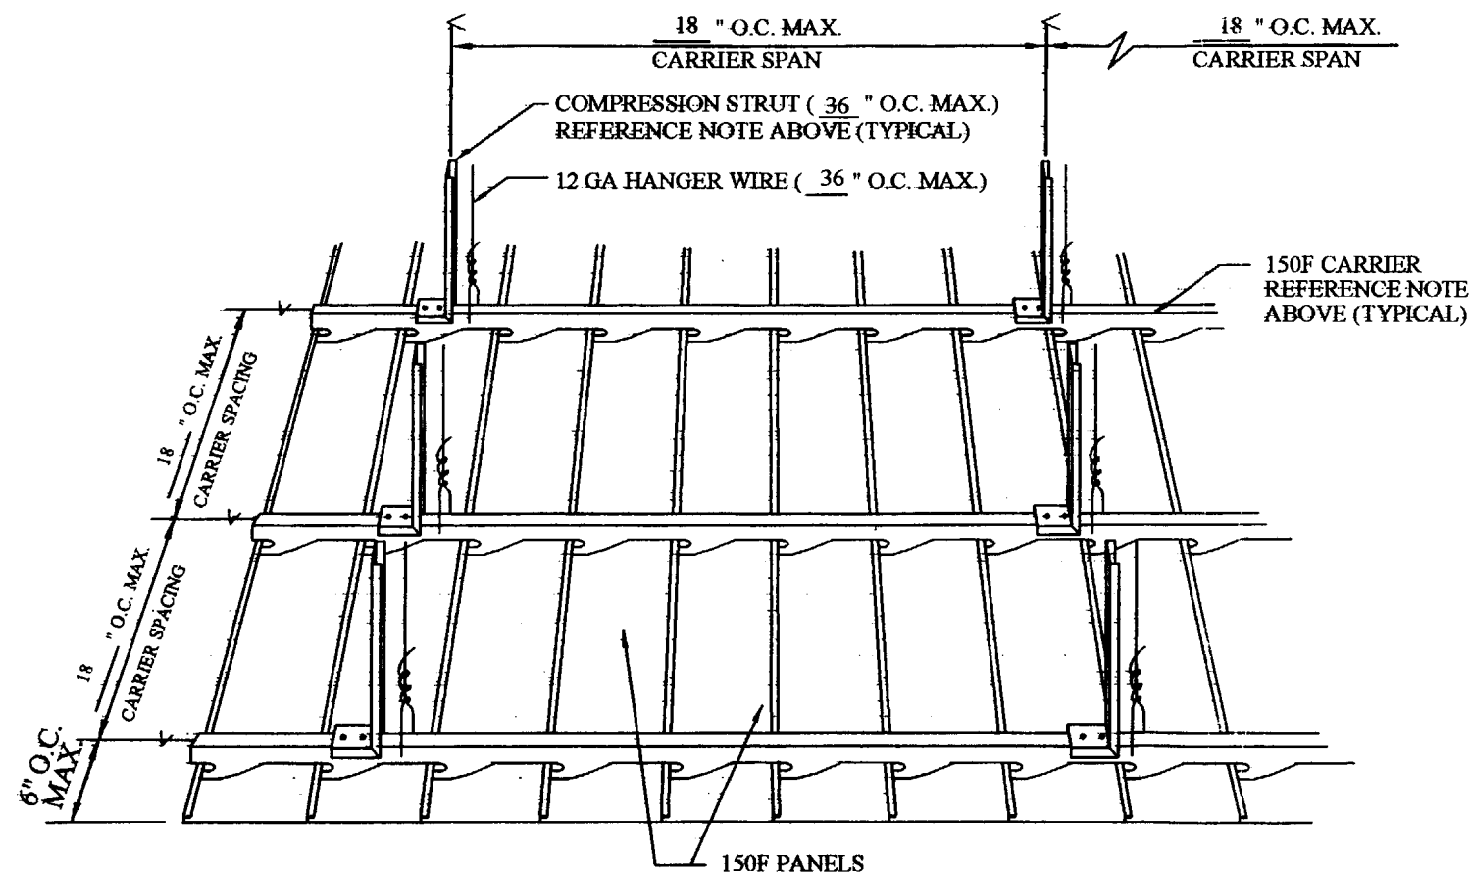 18 " O.C. MAX.
CARRIER SPAN
18 " O.C. MAX.
CARRIER SPAN
COMPRESSION STRUT ( 36 " O.C. MAX.)
REFERENCE NOTE ABOVE (TYPICAL)
12 GA HANGER WIRE ( 36 " O.C. MAX.)
150F CARRIER
REFERENCE NOTE
ABOVE (TYPICAL)
18 " O.C. MAX.
CARRIER SPACING
18 " O.C. MAX.
CARRIER SPACING
6" O.C.
MAX.
150F PANELS